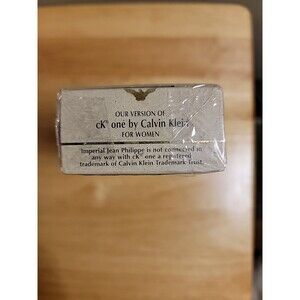 OUR VERSION OF
cK® one by Calvin Klein
FOR WOMEN
Imperial Jean Philippe is not connected in
any way with cK® one a registered
trademark of Calvin Klein Trademark Trust.